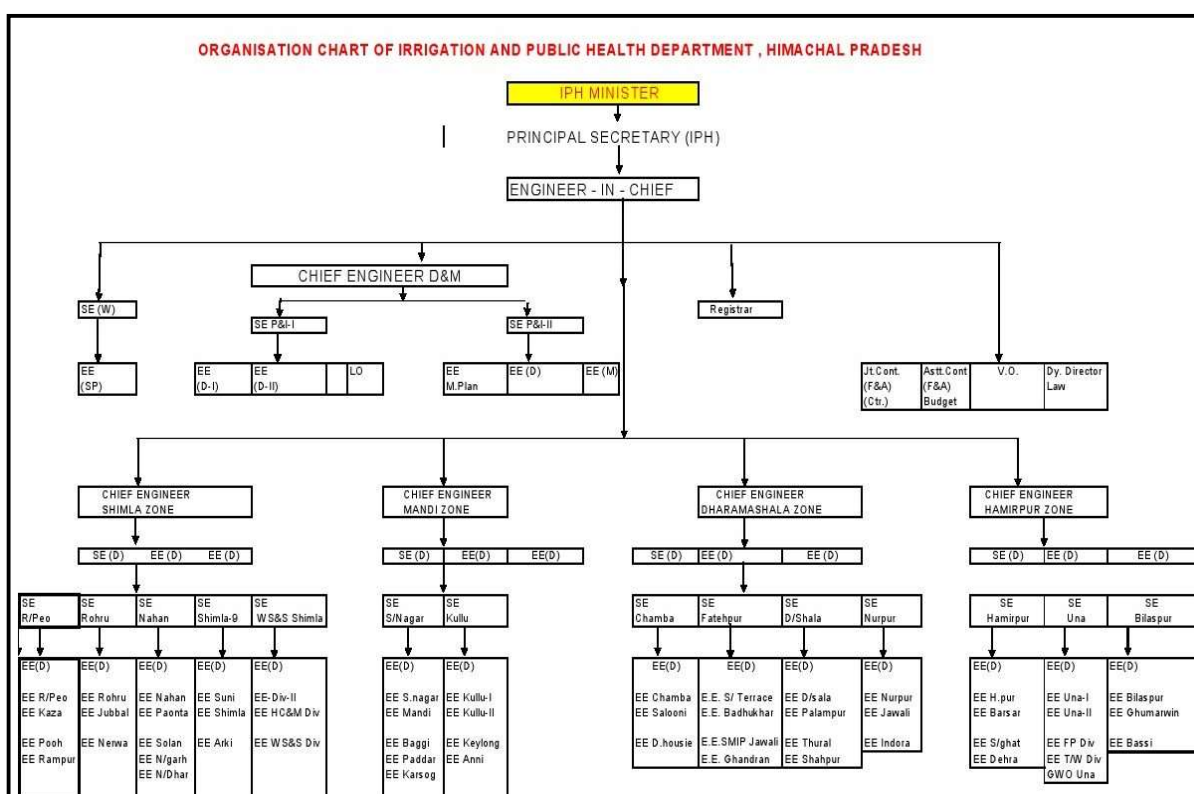 ORGANISATION CHART OF IRRIGATION AND PUBLIC HEALTH DEPARTMENT , HIMACHAL PRADESH
IPH MINISTER
PRINCIPAL SECRETARY (IPH)
ENGINEER - IN - CHIEF
CHIEF ENGINEER D&M
SE (W)
Registrar
SE P&I-I
SE P&I-II
EE
(SP)
EE
(D-I)
EE
(D-II)
LO
EE
M.Plan
EE (D)
EE (M)
Jt.Cont.
(F&A)
(Ctr.)
Astt.Cont
(F&A)
Budget
V.O.
Dy. Director
Law
CHIEF ENGINEER
SHIMLA ZONE
CHIEF ENGINEER
MANDI ZONE
CHIEF ENGINEER
DHARAMASHALA ZONE
CHIEF ENGINEER
HAMIRPUR ZONE
SE (D) EE (D) EE (D)
SE (D) EE(D) EE(D)
SE (D) EE (D) EE (D)
SE (D) EE (D) EE (D)
SE
R/Peo
SE
Rohru
SE
Nahan
SE
Shimla-9
SE
WS&S Shimla
SE
S/Nagar
SE
Kullu
SE
Chamba
SE
Fatehpur
SE
D/Shala
SE
Nurpur
SE
Hamirpur
SE
Una
SE
Bilaspur
EE(D)
EE R/Peo
EE Kaza
EE Pooh
EE Rampur
EE(D)
EE Rohru
EE Jubbal
EE Nerwa
EE(D)
EE Nahan
EE Paonta
EE Solan
EE N/garh
EE N/Dhar
EE(D)
EE Suni
EE Shimla
EE Arki
EE(D)
EE-Div-II
EE HC&M Div
EE WS&S Div
EE(D)
EE S.nagar
EE Mandi
EE Baggi
EE Paddar
EE Karsog
EE(D)
EE Kullu-I
EE Kullu-II
EE Keylong
EE Anni
EE(D)
EE Chamba
EE Salooni
EE D.housie
EE(D)
E.E. S/ Terrace
E.E. Badhukhar
E.E.SMIP Jawali
E.E. Ghandran
EE(D)
EE D/sala
EE Palampur
EE Thural
EE Shahpur
EE(D)
EE Nurpur
EE Jawali
EE Indora
EE(D)
EE H.pur
EE Barsar
EE S/ghat
EE Dehra
EE(D)
EE Una-I
EE Una-II
EE FP Div
EE T/W Div
GWO Una
EE(D)
EE Bilaspur
EE Ghumarwin
EE Bassi